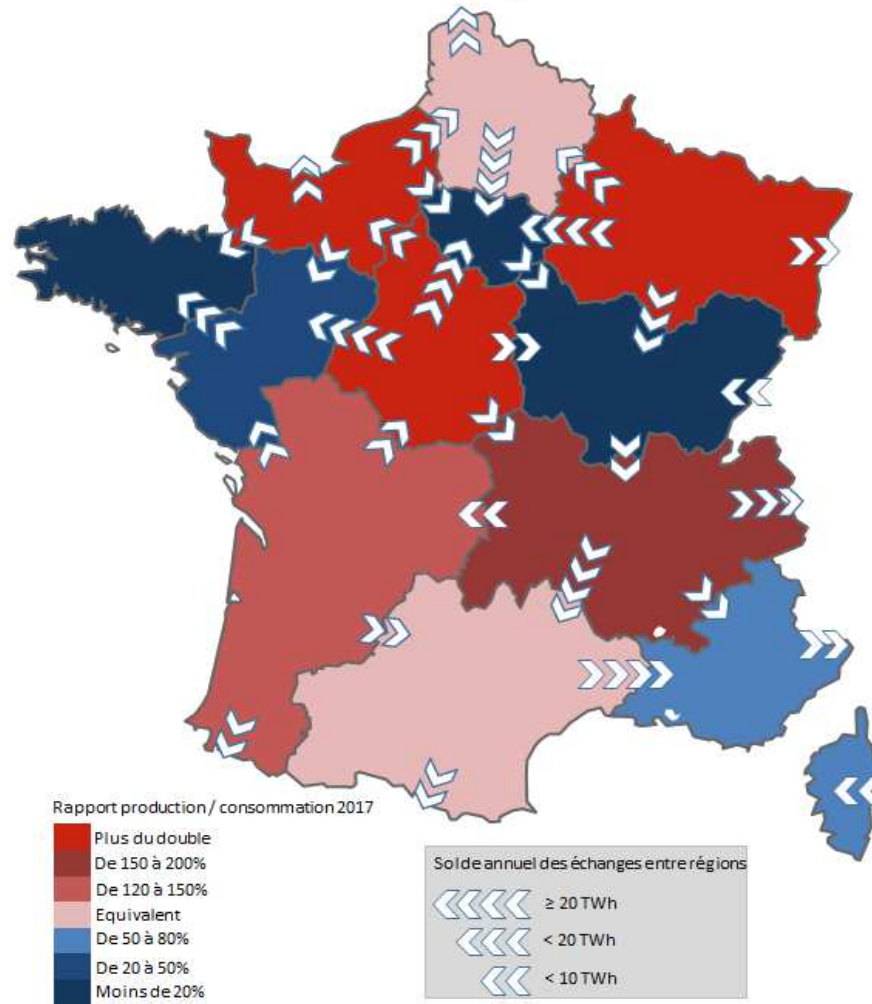 Rapport production / consommation 2017
Plus du double
De 150 à 200%
De 120 à 150%
Equivalent
De 50 à 80%
De 20 à 50%
Moins de 20%
Solde annuel des échanges entre régions
≥ 20 TWh
< 20 TWh
< 10 TWh